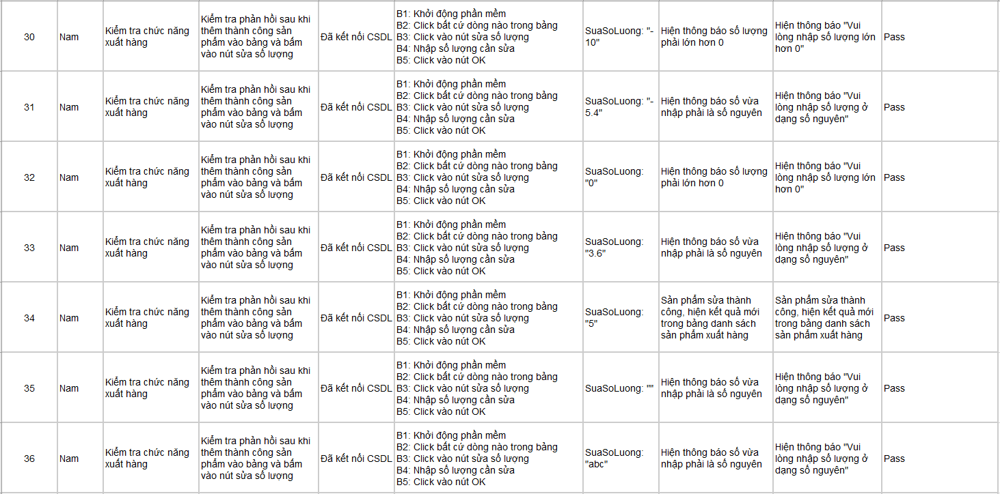 30
Nam
Kiểm tra chức năng
xuất hàng
Kiểm tra phản hồi sau khi
thêm thành công sản
phẩm vào bảng và bấm
vào nút sửa số lượng
Đã kết nối CSDL
B1: Khởi động phần mềm
B2: Click bất cứ dòng nào trong bảng
B3: Click vào nút sửa số lượng
B4: Nhập số lượng cần sửa
B5: Click vào nút OK
SuaSoLuong: "-
10"
Hiện thông báo số lượng
phải lớn hơn 0
Hiện thông báo "Vui
lòng nhập số lượng lớn
hơn 0"
Pass
31
Nam
Kiểm tra chức năng
xuất hàng
Kiểm tra phản hồi sau khi
thêm thành công sản
phẩm vào bảng và bấm
vào nút sửa số lượng
Đã kết nối CSDL
B1: Khởi động phần mềm
B2: Click bất cứ dòng nào trong bảng
B3: Click vào nút sửa số lượng
B4: Nhập số lượng cần sửa
B5: Click vào nút OK
SuaSoLuong: "-
5.4"
Hiện thông báo số vừa
nhập phải là số nguyên
Hiện thông báo "Vui
lòng nhập số lượng ở
dạng số nguyên"
Pass
32
Nam
Kiểm tra chức năng
xuất hàng
Kiểm tra phản hồi sau khi
thêm thành công sản
phẩm vào bảng và bấm
vào nút sửa số lượng
Đã kết nối CSDL
B1: Khởi động phần mềm
B2: Click bất cứ dòng nào trong bảng
B3: Click vào nút sửa số lượng
B4: Nhập số lượng cần sửa
B5: Click vào nút OK
SuaSoLuong:
"0"
Hiện thông báo số lượng
phải lớn hơn 0
Hiện thông báo "Vui
lòng nhập số lượng lớn
hơn 0"
Pass
33
Nam
Kiểm tra chức năng
xuất hàng
Kiểm tra phản hồi sau khi
thêm thành công sản
phẩm vào bảng và bấm
vào nút sửa số lượng
Đã kết nối CSDL
B1: Khởi động phần mềm
B2: Click bất cứ dòng nào trong bảng
B3: Click vào nút sửa số lượng
B4: Nhập số lượng cần sửa
B5: Click vào nút OK
SuaSoLuong:
"3.6"
Hiện thông báo số vừa
nhập phải là số nguyên
Hiện thông báo "Vui
lòng nhập số lượng ở
dạng số nguyên"
Pass
34
Nam
Kiểm tra chức năng
xuất hàng
Kiểm tra phản hồi sau khi
thêm thành công sản
phẩm vào bảng và bấm
vào nút sửa số lượng
Đã kết nối CSDL
B1: Khởi động phần mềm
B2: Click bất cứ dòng nào trong bảng
B3: Click vào nút sửa số lượng
B4: Nhập số lượng cần sửa
B5: Click vào nút OK
SuaSoLuong:
"5"
Sản phẩm sửa thành
công, hiện kết quả mới
trong bảng danh sách
sản phẩm xuất hàng
Sản phẩm sửa thành
công, hiện kết quả mới
trong bảng danh sách
sản phẩm xuất hàng
Pass
35
Nam
Kiểm tra chức năng
xuất hàng
Kiểm tra phản hồi sau khi
thêm thành công sản
phẩm vào bảng và bấm
vào nút sửa số lượng
Đã kết nối CSDL
B1: Khởi động phần mềm
B2: Click bất cứ dòng nào trong bảng
B3: Click vào nút sửa số lượng
B4: Nhập số lượng cần sửa
B5: Click vào nút OK
SuaSoLuong: ""
Hiện thông báo số vừa
nhập phải là số nguyên
Hiện thông báo "Vui
lòng nhập số lượng ở
dạng số nguyên"
Pass
36
Nam
Kiểm tra chức năng
xuất hàng
Kiểm tra phản hồi sau khi
thêm thành công sản
phẩm vào bảng và bấm
vào nút sửa số lượng
Đã kết nối CSDL
B1: Khởi động phần mềm
B2: Click bất cứ dòng nào trong bảng
B3: Click vào nút sửa số lượng
B4: Nhập số lượng cần sửa
B5: Click vào nút OK
SuaSoLuong:
"abc"
Hiện thông báo số vừa
nhập phải là số nguyên
Hiện thông báo "Vui
lòng nhập số lượng ở
dạng số nguyên"
Pass